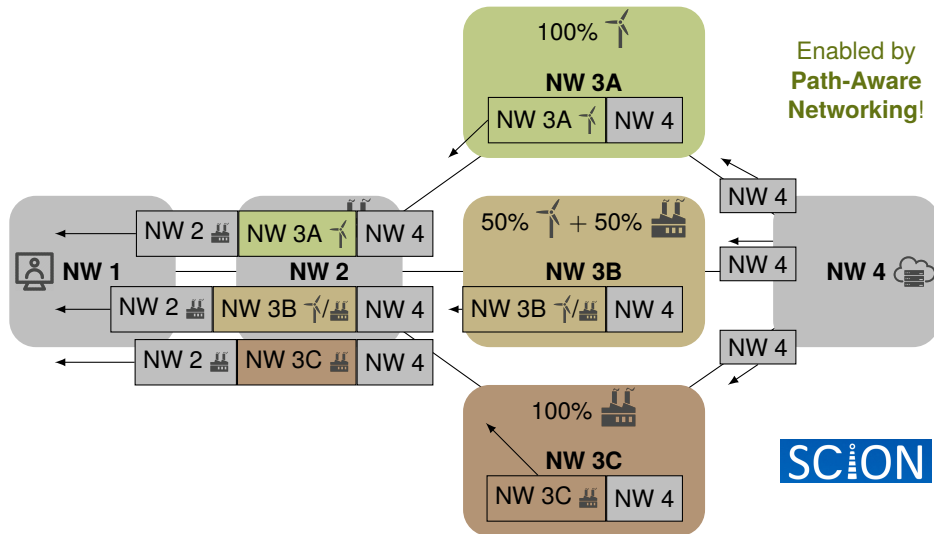 100%
NW 3A
NW 3A NW 4
Enabled by
Path-Aware
Networking!
NW 4
NW 2 NW 3A NW 4
50% + 50%
NW 1
NW 2
NW 3B
NW 4
NW 4
NW 2 NW 3B / NW 4
NW 3B / NW 4
NW 2 NW 3C NW 4
NW 4
100%
NW 3C
NW 3C NW 4
SCION